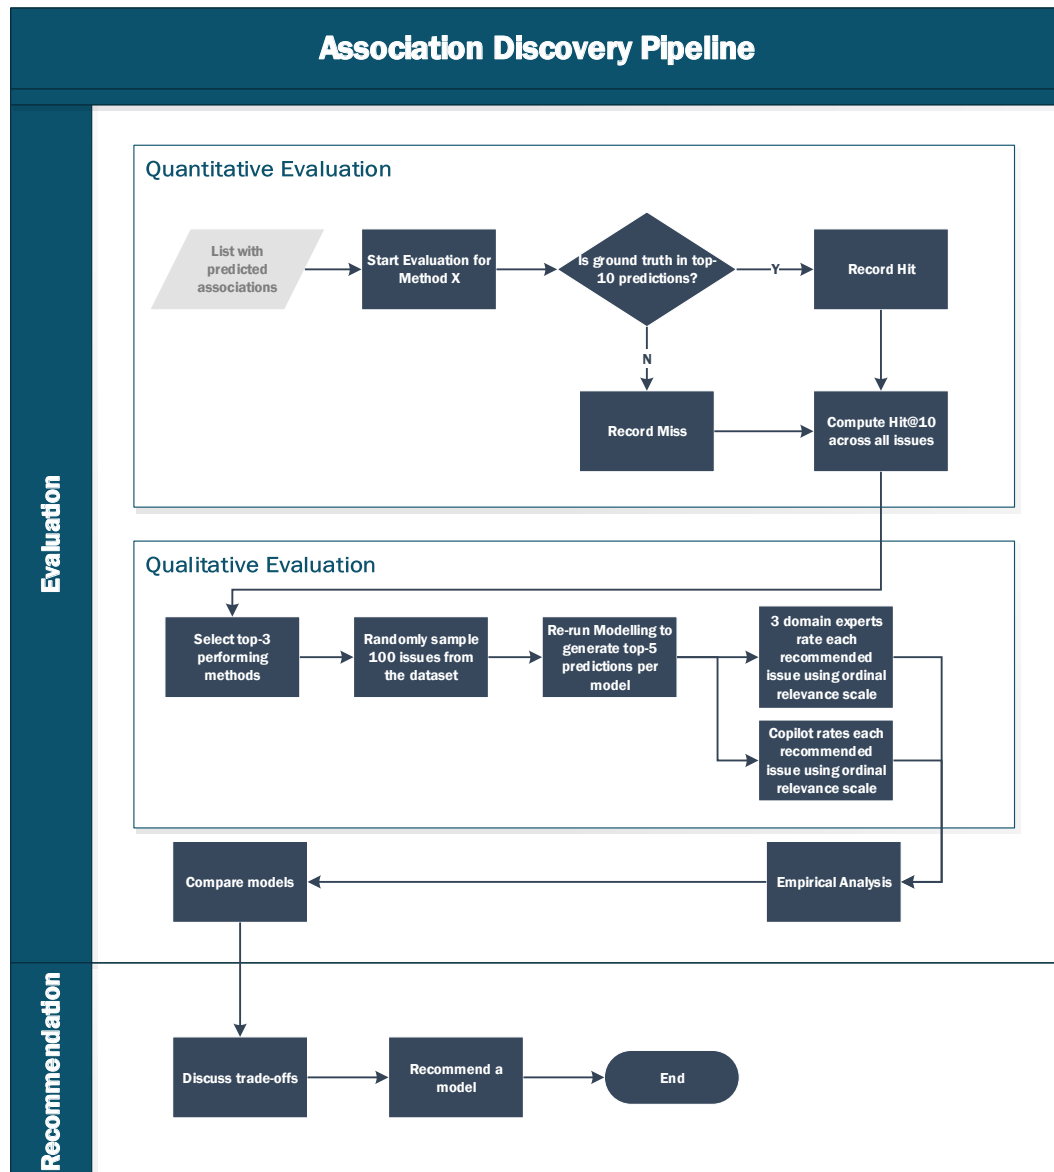 Association Discovery Pipeline
Evaluation
Quantitative Evaluation
List with
predicted
associations
Start Evaluation for
Method X
Is ground truth in top-
10 predictions?
Y
Record Hit
N
Record Miss
Compute Hit@10
across all issues
Qualitative Evaluation
Select top-3
performing
methods
Randomly sample
100 issues from
the dataset
Re-run Modelling to
generate top-5
predictions per
model
3 domain experts
rate each
recommended
issue using ordinal
relevance scale
Copilot rates each
recommended
issue using ordinal
relevance scale
Compare models
Empirical Analysis
Recommendation
Discuss trade-offs
Recommend a
model
End